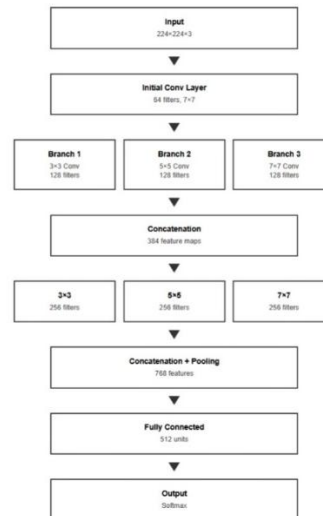 Input
224×224×3
Initial Conv Layer
64 filters, 7×7
Branch 1
3×3 Conv
128 filters
Branch 2
5×5 Conv
128 filters
Branch 3
7×7 Conv
128 filters
Concatenation
384 feature maps
3×3
256 filters
5×5
256 filters
7×7
256 filters
Concatenation + Pooling
768 features
Fully Connected
512 units
Output
Softmax